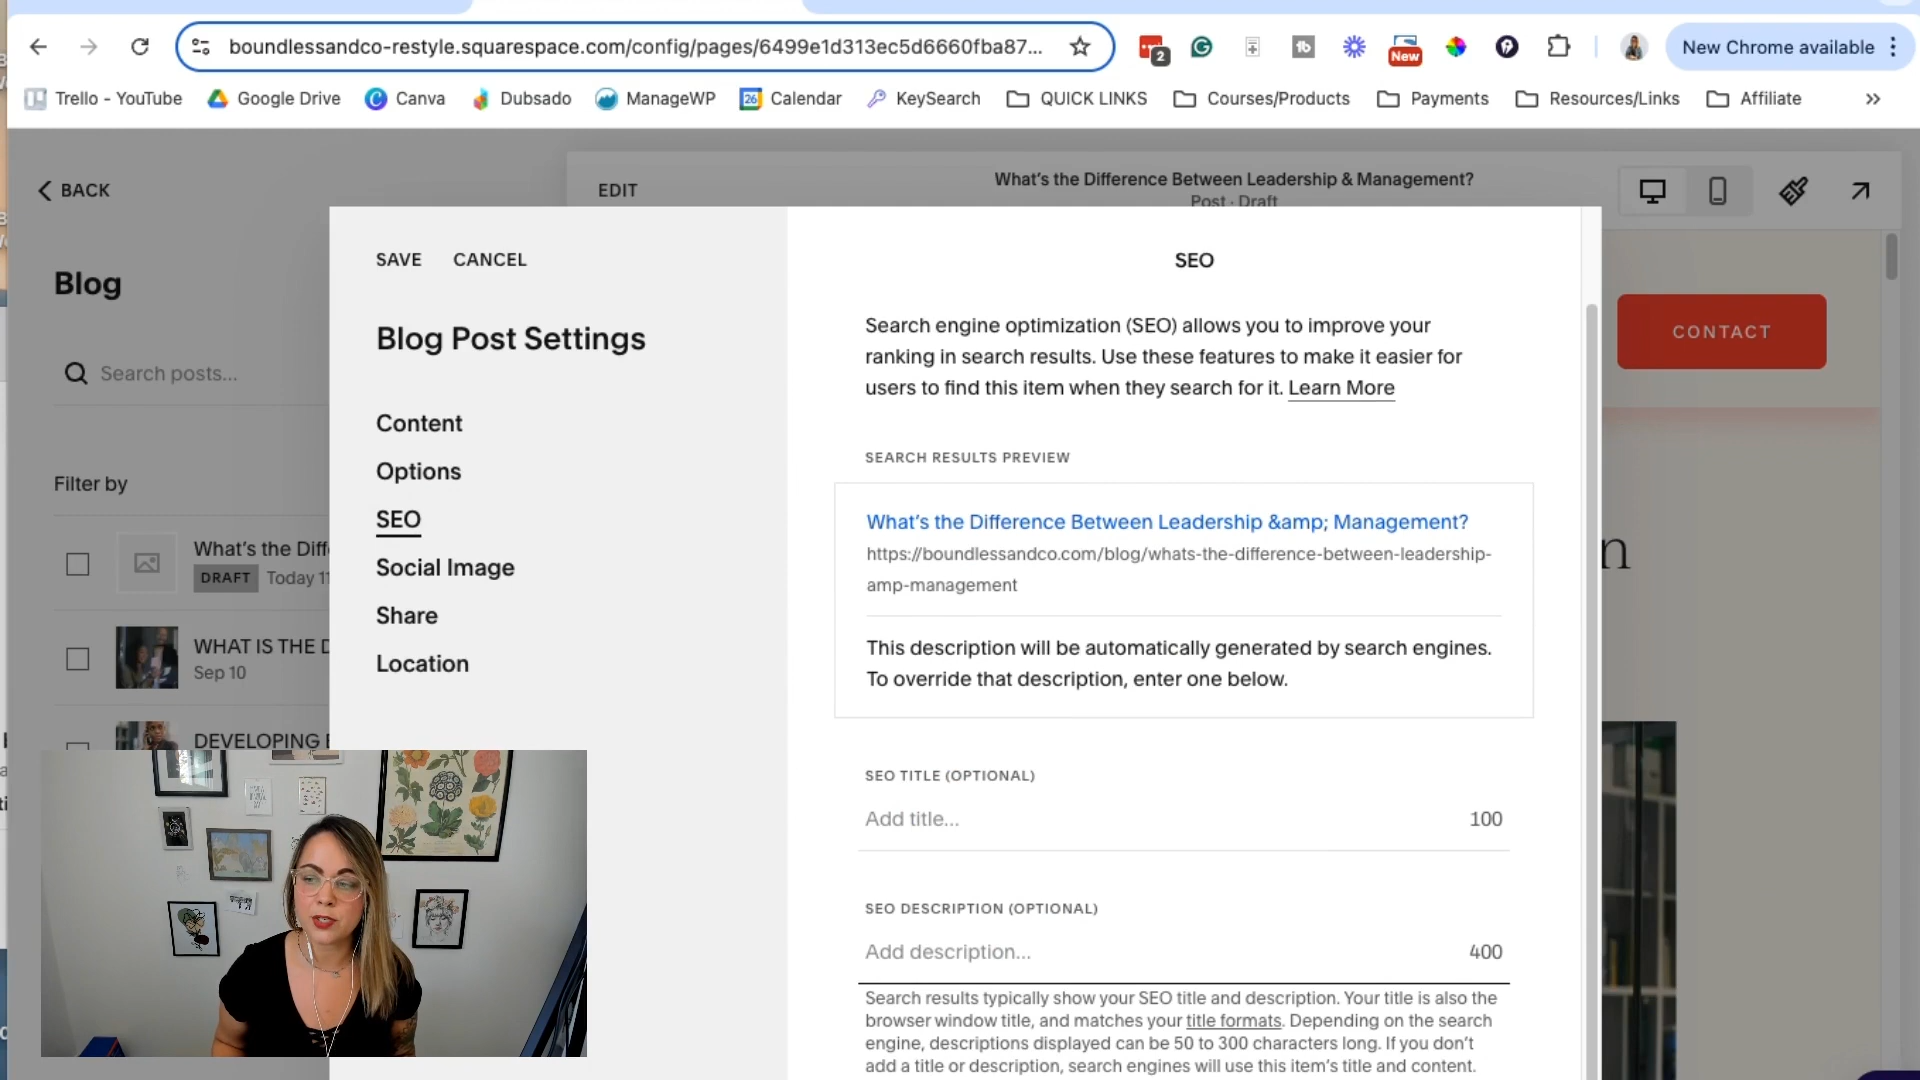 boundlessandco-restyle.squarespace.com/config/pages/6499e1d313ec5d6660fba87...
2
New
New Chrome available
Trello - YouTube
Google Drive
Canva
Dubsado
ManageWP
26
Calendar
KeySearch
QUICK LINKS
Courses/Products
Payments
Resources/Links
Affiliate
BACK
EDIT
What's the Difference Between Leadership & Management?
Post · Draft
Blog
Search posts...
Filter by
What's the Diff
DRAFT Today 11
WHAT IS THE D
Sep 10
DEVELOPING
SAVE CANCEL
Blog Post Settings
Content
Options
SEO
Social Image
Share
Location
SEO
Search engine optimization (SEO) allows you to improve your
ranking in search results. Use these features to make it easier for
users to find this item when they search for it. Learn More
SEARCH RESULTS PREVIEW
What's the Difference Between Leadership &amp; Management?
https://boundlessandco.com/blog/whats-the-difference-between-leadership-
amp-management
This description will be automatically generated by search engines.
To override that description, enter one below.
SEO TITLE (OPTIONAL)
Add title... 100
SEO DESCRIPTION (OPTIONAL)
Add description... 400
Search results typically show your SEO title and description. Your title is also the
browser window title, and matches your title formats. Depending on the search
engine, descriptions displayed can be 50 to 300 characters long. If you don't
add a title or description, search engines will use this item's title and content.
CONTACT
n